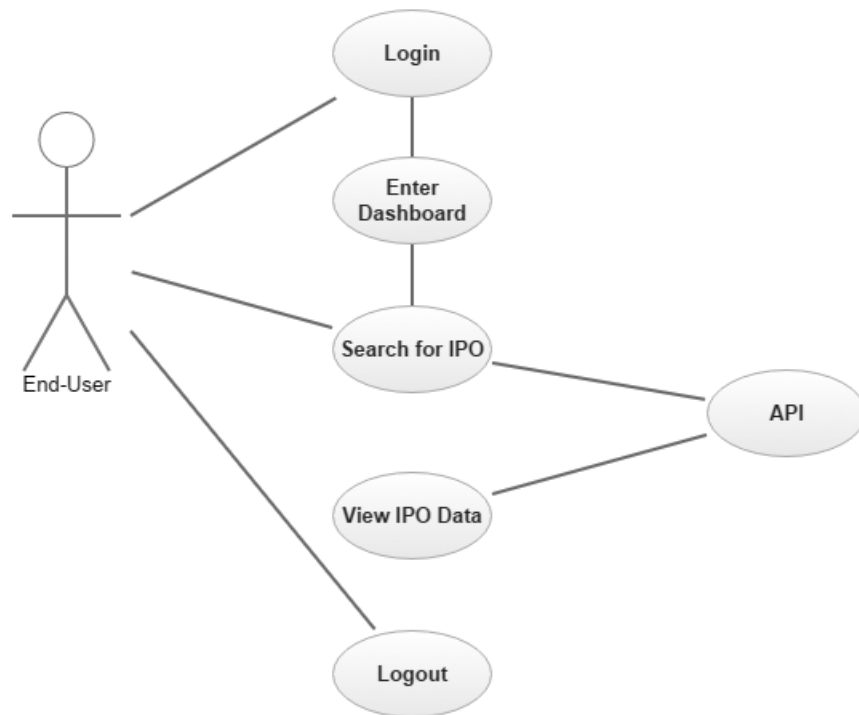 Login
Enter
Dashboard
Search for IPO
End-User
API
View IPO Data
Logout